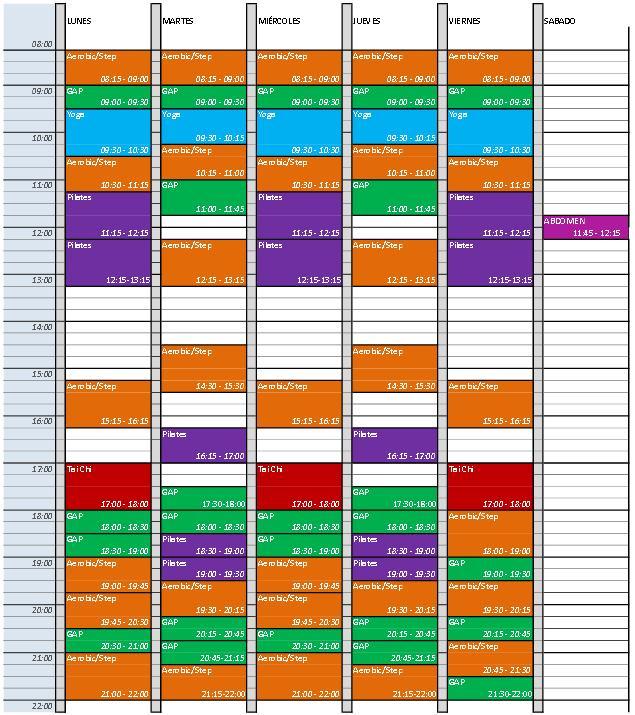 LUNES MARTES MIÉRCOLES JUEVES VIERNES SABADO
08:00
Aerobic/Step Aerobic/Step Aerobic/Step Aerobic/Step Aerobic/Step
08:15 - 09:00 08:15 - 09:00 08:15 - 09:00 08:15 - 09:00 08:15 - 09:00
09:00 GAP GAP GAP GAP GAP
09:00 - 09:30 09:00 - 09:30 09:00 - 09:30 09:00 - 09:30 09:00 - 09:30
Yoga Yoga Yoga Yoga Yoga
10:00 09:30 - 10:15 09:30 - 10:15
09:30 - 10:30 Aerobic/Step 09:30 - 10:30 Aerobic/Step 09:30 - 10:30
Aerobic/Step Aerobic/Step Aerobic/Step
10:15 - 11:00 10:15 - 11:00
11:00 10:30 - 11:15 GAP 10:30 - 11:15 GAP 10:30 - 11:15
Pilates Pilates Pilates
11:00 - 11:45 11:00 - 11:45
ABDOMEN
12:00 11:15 - 12:15 11:15 - 12:15 11:15 - 12:15 11:45 - 12:15
Pilates Aerobic/Step Pilates Aerobic/Step Pilates
13:00 12:15-13:15 12:15 - 13:15 12:15-13:15 12:15 - 13:15 12:15-13:15
14:00
Aerobic/Step Aerobic/Step
15:00
Aerobic/Step 14:30 - 15:30 Aerobic/Step 14:30 - 15:30 Aerobic/Step
16:00 15:15 - 16:15 15:15 - 16:15 15:15 - 16:15
Pilates Pilates
16:15 - 17:00 16:15 - 17:00
17:00 Tai Chi Tai Chi Tai Chi
GAP GAP
17:00 - 18:00 17:30-18:00 17:00 - 18:00 17:30-18:00 17:00 - 18:00
18:00 GAP GAP GAP GAP Aerobic/Step
18:00 - 18:30 18:00 - 18:30 18:00 - 18:30 18:00 - 18:30
GAP Pilates GAP Pilates
18:30 - 19:00 18:30 - 19:00 18:30 - 19:00 18:30 - 19:00 18:00 - 19:00
19:00 Aerobic/Step Pilates Aerobic/Step Pilates GAP
19:00 - 19:30 19:00 - 19:30 19:00 - 19:30
19:00 - 19:45 Aerobic/Step 19:00 - 19:45 Aerobic/Step Aerobic/Step
Aerobic/Step Aerobic/Step
20:00 19:30 - 20:15 19:30 - 20:15 19:30 - 20:15
19:45 - 20:30 GAP 19:45 - 20:30 GAP GAP
GAP 20:15 - 20:45 GAP 20:15 - 20:45 20:15 - 20:45
20:30 - 21:00 GAP 20:30 - 21:00 GAP Aerobic/Step
21:00 Aerobic/Step 20:45-21:15 Aerobic/Step 20:45-21:15
Aerobic/Step Aerobic/Step 20:45 - 21:30
GAP
21:00 - 22:00 21:15-22:00 21:00 - 22:00 21:15-22:00 21:30-22:00
22:00